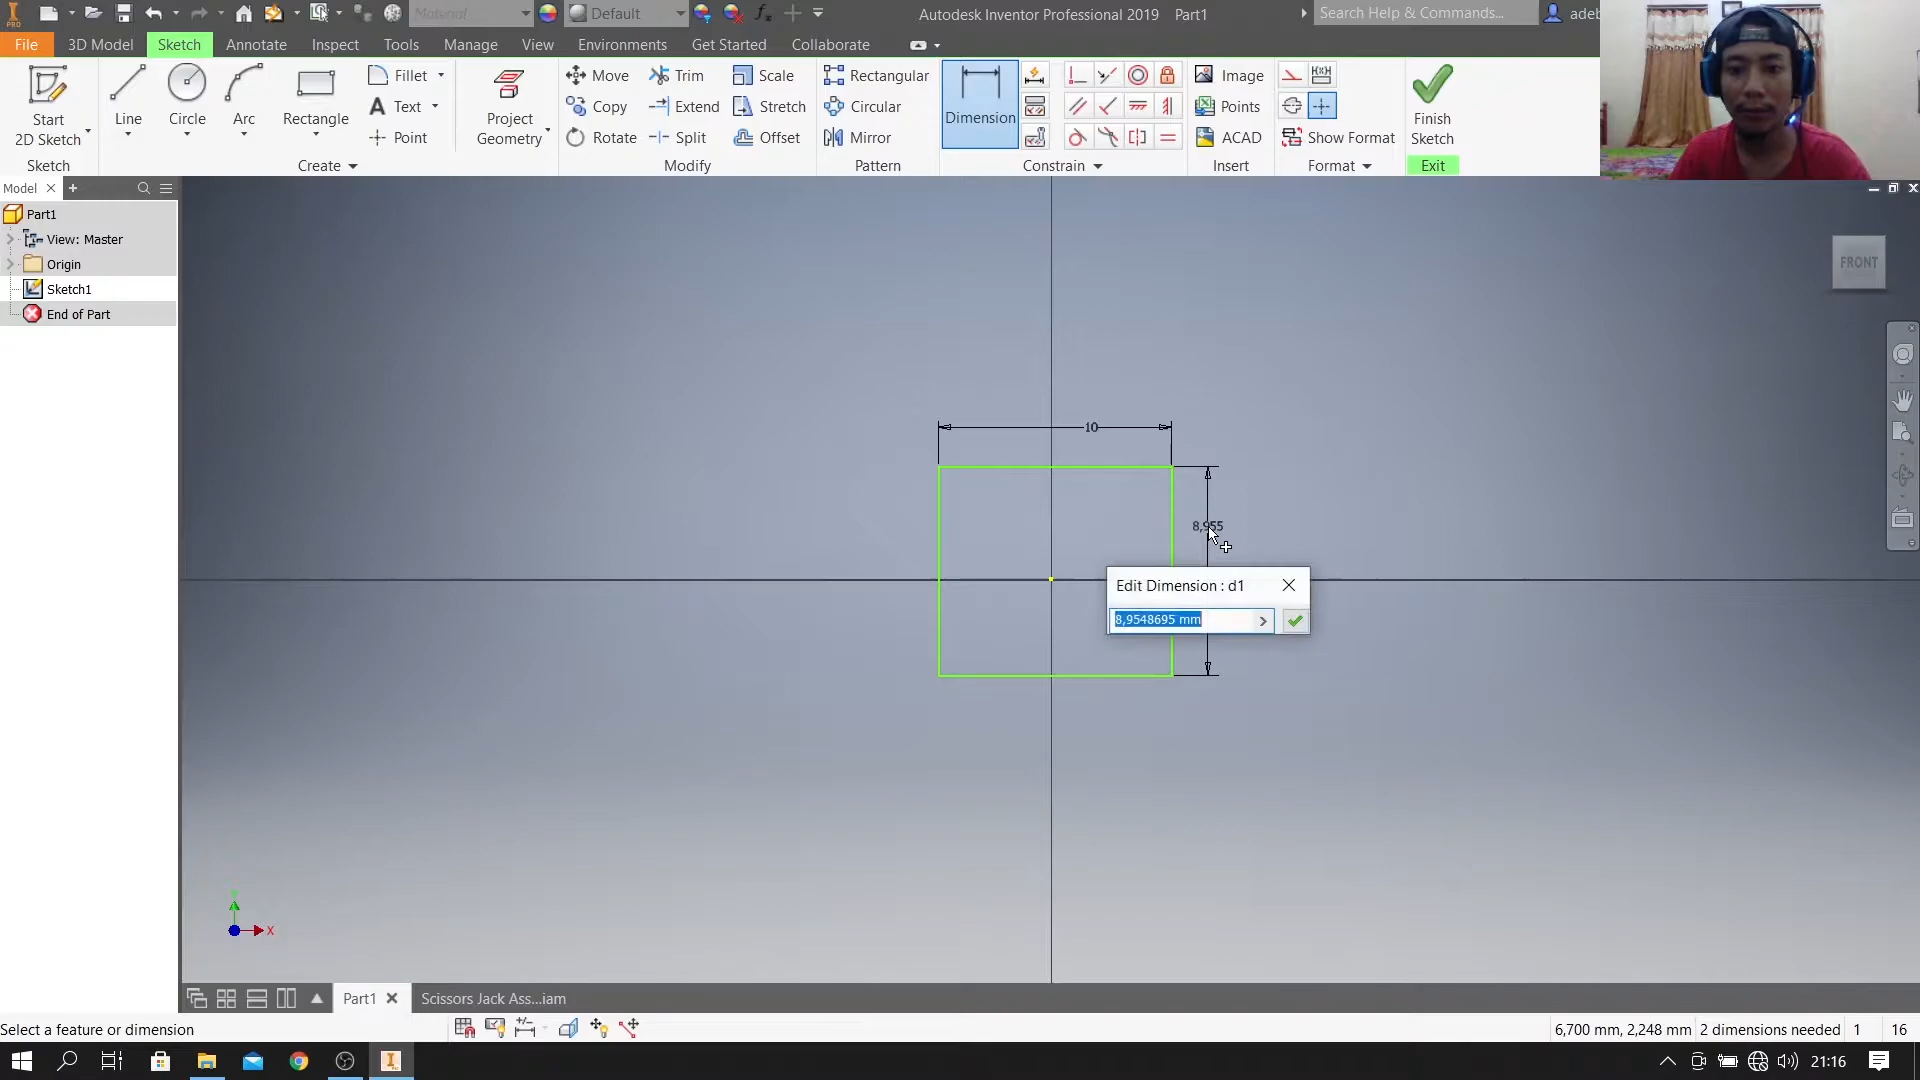 PRO
Material
Default
Autodesk Inventor Professional 2019 Part1
Search Help & Commands...
adeb
File 3D Model Sketch Annotate Inspect Tools Manage View Environments Get Started Collaborate
Start
2D Sketch
Line
Circle
Arc
Rectangle
Fillet
Text
Point
Project
Geometry
Move
Copy
Rotate
Trim
Extend
Split
Scale
Stretch
Offset
Rectangular
Circular
Mirror
Dimension
Image
Points
ACAD
Show Format
Finish
Sketch
Sketch Create Modify Pattern Constrain Insert Format Exit
Model
Part1
View: Master
Origin
Sketch1
End of Part
FRONT
10
8,955
Edit Dimension : d1
8,9548695 mm
X
Part1
Scissors Jack Ass...iam
Select a feature or dimension
6,700 mm, 2,248 mm 2 dimensions needed 1 16
21:16